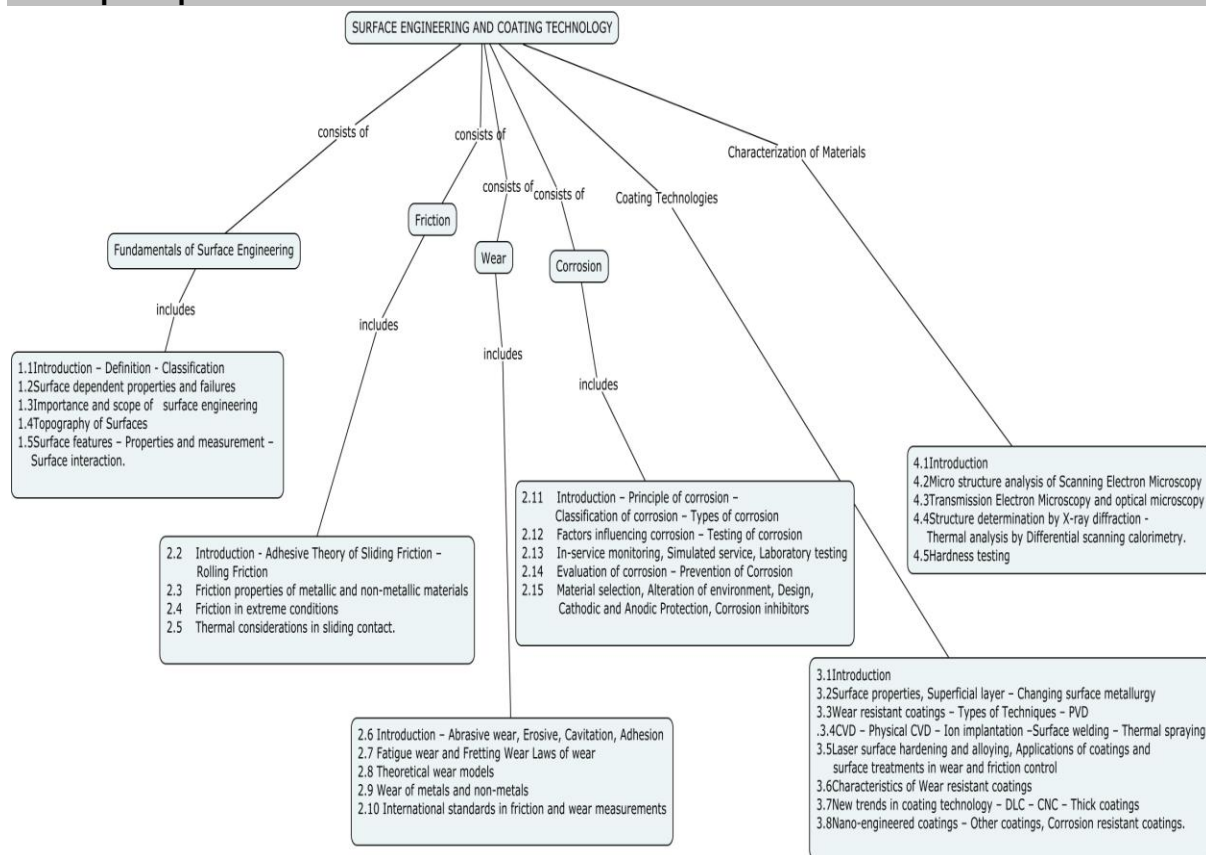 SURFACE ENGINEERING AND COATING TECHNOLOGY
consists of
consists of
Characterization of Materials
consists of
consists of
Coating Technologies
Friction
Fundamentals of Surface Engineering
Wear
Corrosion
includes
includes
includes
includes
1.1Introduction – Definition - Classification
1.2Surface dependent properties and failures
1.3Importance and scope of surface engineering
1.4Topography of Surfaces
1.5Surface features – Properties and measurement –
Surface interaction.
4.1Introduction
4.2Micro structure analysis of Scanning Electron Microscopy
4.3Transmission Electron Microscopy and optical microscopy
4.4Structure determination by X-ray diffraction -
Thermal analysis by Differential scanning calorimetry.
4.5Hardness testing
2.11 Introduction – Principle of corrosion –
Classification of corrosion – Types of corrosion
2.12 Factors influencing corrosion – Testing of corrosion
2.13 In-service monitoring, Simulated service, Laboratory testing
2.14 Evaluation of corrosion – Prevention of Corrosion
2.15 Material selection, Alteration of environment, Design,
Cathodic and Anodic Protection, Corrosion inhibitors
2.2 Introduction - Adhesive Theory of Sliding Friction –
Rolling Friction
2.3 Friction properties of metallic and non-metallic materials
2.4 Friction in extreme conditions
2.5 Thermal considerations in sliding contact.
3.1Introduction
3.2Surface properties, Superficial layer – Changing surface metallurgy
3.3Wear resistant coatings – Types of Techniques – PVD
.3.4CVD – Physical CVD – Ion implantation –Surface welding – Thermal spraying
3.5Laser surface hardening and alloying, Applications of coatings and
surface treatments in wear and friction control
3.6Characteristics of Wear resistant coatings
3.7New trends in coating technology – DLC – CNC – Thick coatings
3.8Nano-engineered coatings – Other coatings, Corrosion resistant coatings.
2.6 Introduction – Abrasive wear, Erosive, Cavitation, Adhesion
2.7 Fatigue wear and Fretting Wear Laws of wear
2.8 Theoretical wear models
2.9 Wear of metals and non-metals
2.10 International standards in friction and wear measurements